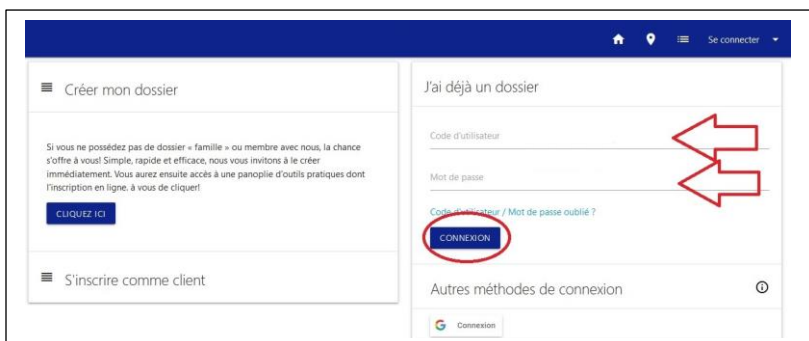 Se connecter
Créer mon dossier
Si vous ne possédez pas de dossier « famille » ou membre avec nous, la chance
s'offre à vous! Simple, rapide et efficace, nous vous invitons à le créer
immédiatement. Vous aurez ensuite accès à une panoplie d'outils pratiques dont
l'inscription en ligne. à vous de cliquer!
CLIQUEZ ICI
S'inscrire comme client
J'ai déjà un dossier
Code d'utilisateur
Mot de passe
Code d'utilisateur / Mot de passe oublié ?
CONNEXION
Autres méthodes de connexion
Connexion